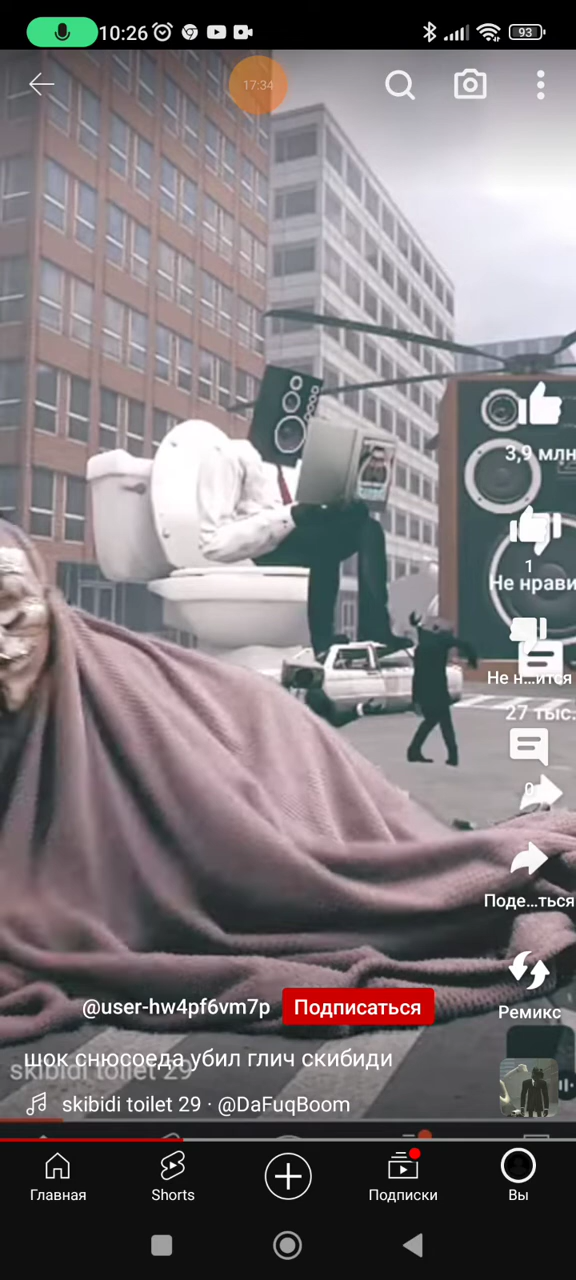 10:26
93
17:34
3,9 млн
1
Не нрави
Не н...ится
27 тыс.
0
Поде...ться
Ремикс
@user-hw4pf6vm7p
Подписаться
шок снюсоеда убил глич скибиди
skibidi toilet 29
skibidi toilet 29 · @DaFuqBoom
Главная
Shorts
Подписки
Вы